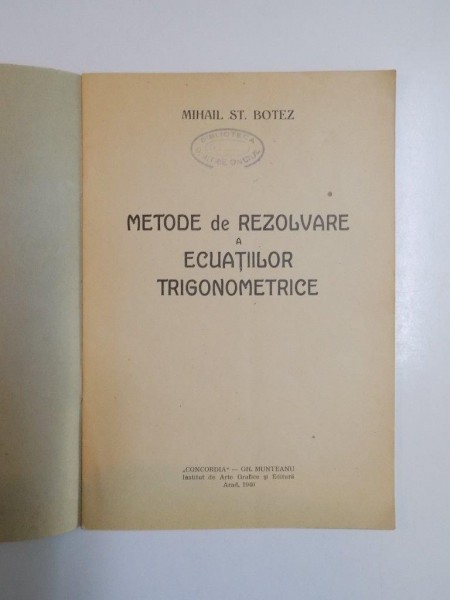 MIHAIL ST. BOTEZ
BIBLIOTECA
METODE de REZOLVARE
A
ECUAȚIILOR
TRIGONOMETRICE
„CONCORDIA" — GH. MUNTEANU
Institut de Arte Grafice și Editură
Arad, 1940